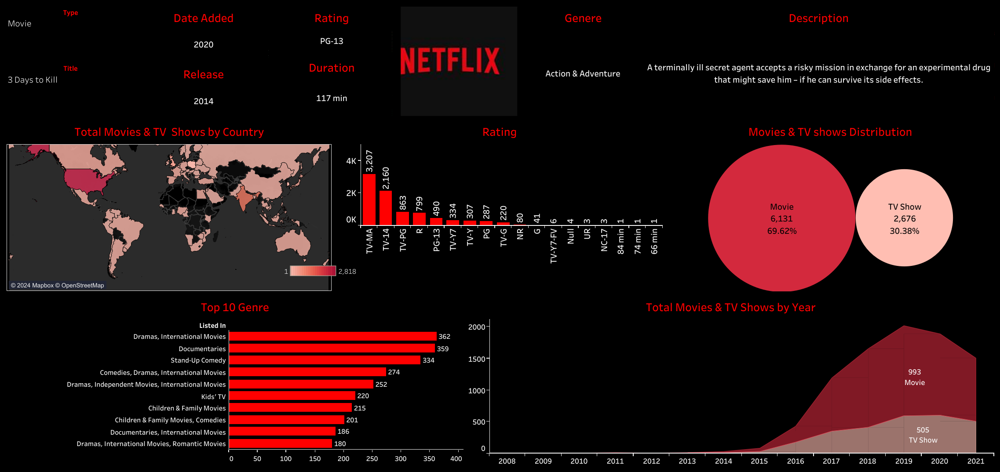 Type
Movie
Title
3 Days to Kill
Date Added
2020
Release
2014
Rating
PG-13
Duration
117 min
NETFLIX
Genere
Action & Adventure
Description
A terminally ill secret agent accepts a risky mission in exchange for an experimental drug
that might save him – if he can survive its side effects.
Total Movies & TV  Shows by Country
1
2,818
© 2024 Mapbox © OpenStreetMap
Rating
4K
2K
0K
3,207
2,160
863
799
490
334
307
287
220
80
41
6
4
3
3
1
1
1
TV-MA
TV-14
TV-PG
R
PG-13
TV-Y7
TV-Y
PG
TV-G
NR
G
TV-Y7-FV
Null
UR
NC-17
84 min
74 min
66 min
Movies & TV shows Distribution
Movie
6,131
69.62%
TV Show
2,676
30.38%
Top 10 Genre
Listed In
Dramas, International Movies 362
Documentaries 359
Stand-Up Comedy 334
Comedies, Dramas, International Movies 274
Dramas, Independent Movies, International Movies 252
Kids' TV 220
Children & Family Movies 215
Children & Family Movies, Comedies 201
Documentaries, International Movies 186
Dramas, International Movies, Romantic Movies 180
0 50 100 150 200 250 300 350 400
Total Movies & TV Shows by Year
2000
1500
1000
500
0
993
Movie
505
TV Show
2008 2009 2010 2011 2012 2013 2014 2015 2016 2017 2018 2019 2020 2021